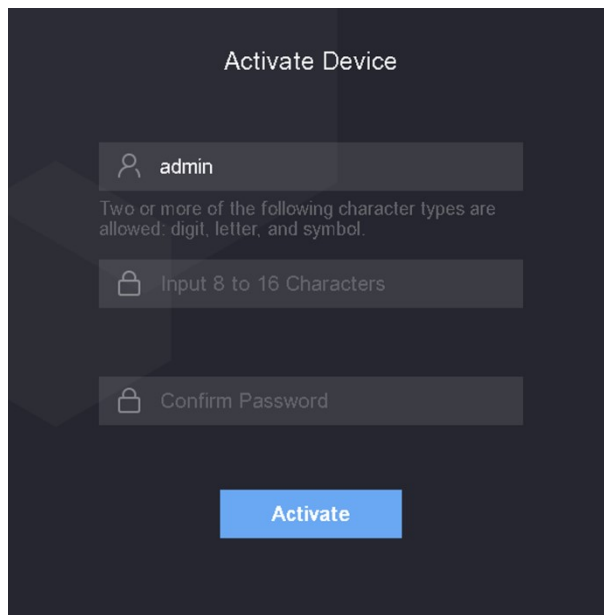 Activate Device
admin
Two or more of the following character types are
allowed: digit, letter, and symbol.
Input 8 to 16 Characters
Confirm Password
Activate